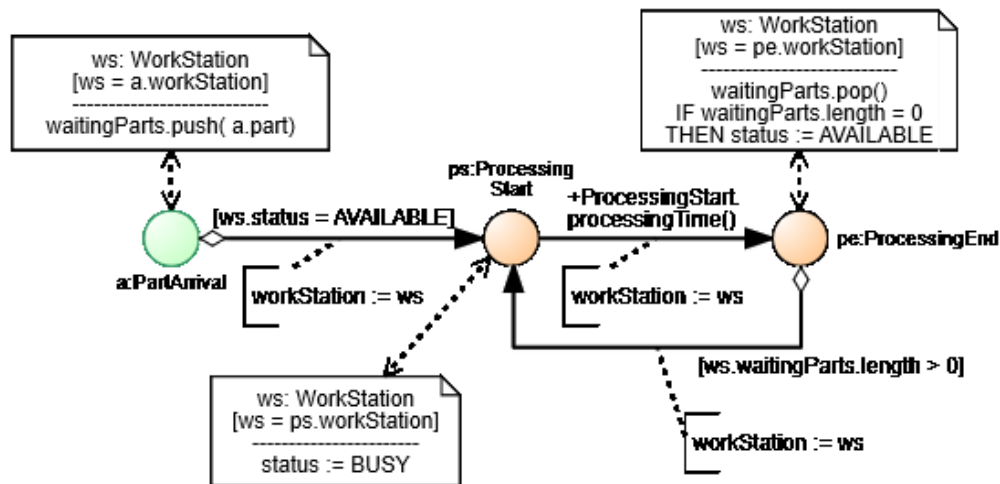 ws: WorkStation
[ws = a.workStation]
----------------------------
waitingParts.push( a.part)
ws: WorkStation
[ws = pe.workStation]
----------------------------
waitingParts.pop()
IF waitingParts.length = 0
THEN status := AVAILABLE
ps:Processing
Start
[ws.status = AVAILABLE]
+ProcessingStart.
processingTime()
a:PartArrival
pe:ProcessingEnd
workStation := ws
workStation := ws
[ws.waitingParts.length > 0]
workStation := ws
ws: WorkStation
[ws = ps.workStation]
------------------------
status := BUSY